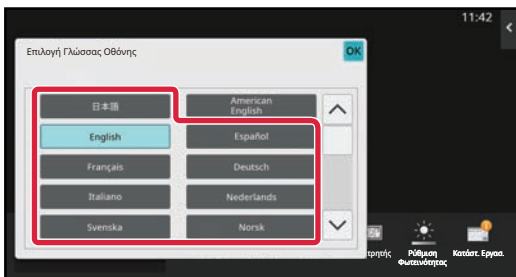 11:42
Επιλογή Γλώσσας Οθόνης
OK
日本語
American
English
English
Español
Français
Deutsch
Italiano
Nederlands
Svenska
Norsk
τρητής
Ρύθμιση
Φωτεινότητας
Κατάστ. Εργασ.